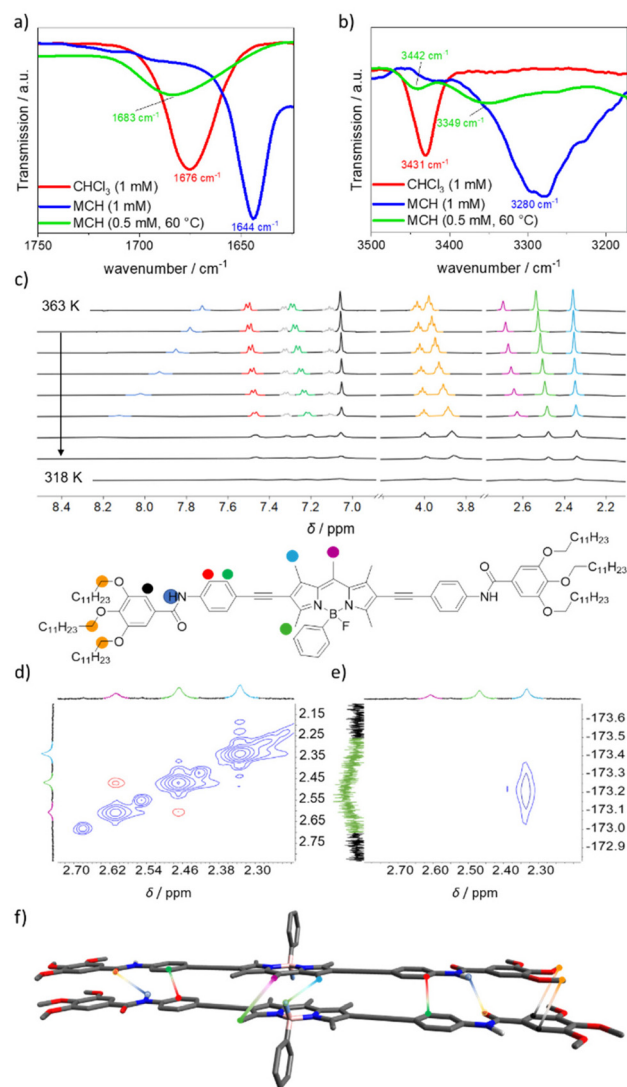 a)
b)
Transmission / a.u.
1683 cm⁻¹
1676 cm⁻¹
CHCl₃ (1 mM)
MCH (1 mM)
MCH (0.5 mM, 60 °C)
1644 cm⁻¹
1750
1700
1650
wavenumber / cm⁻¹
Transmission / a.u.
3442 cm⁻¹
3349 cm⁻¹
3431 cm⁻¹
CHCl₃ (1 mM)
MCH (1 mM)
MCH (0.5 mM, 60 °C)
3280 cm⁻¹
3500
3400
3300
3200
wavenumber / cm⁻¹
c)
363 K
318 K
8.4 8.2 8.0 7.8 7.6 7.4 7.2 7.0 4.0 3.8 2.6 2.4 2.2
δ / ppm
C₁₁H₂₃
O
C₁₁H₂₃
O
C₁₁H₂₃
O
O
HN
N
N
B
F
O
NH
O
C₁₁H₂₃
O
C₁₁H₂₃
O
C₁₁H₂₃
d)
2.15
2.25
2.35
2.45
2.55
2.65
2.75
2.70 2.62 2.54 2.46 2.38 2.30
δ / ppm
e)
-173.6
-173.5
-173.4
-173.3
-173.2
-173.1
-173.0
-172.9
2.70 2.60 2.50 2.40 2.30
δ / ppm
f)